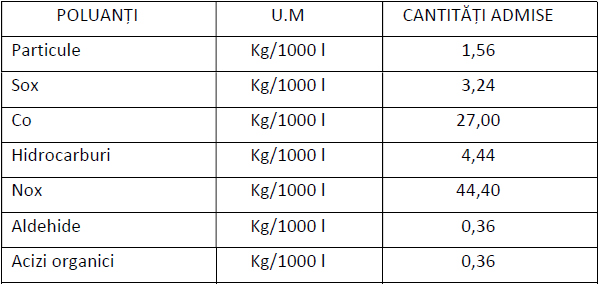 POLUANȚI U.M CANTITĂȚI ADMISE
Particule Kg/1000 l 1,56
Sox Kg/1000 l 3,24
Co Kg/1000 l 27,00
Hidrocarburi Kg/1000 l 4,44
Nox Kg/1000 l 44,40
Aldehide Kg/1000 l 0,36
Acizi organici Kg/1000 l 0,36